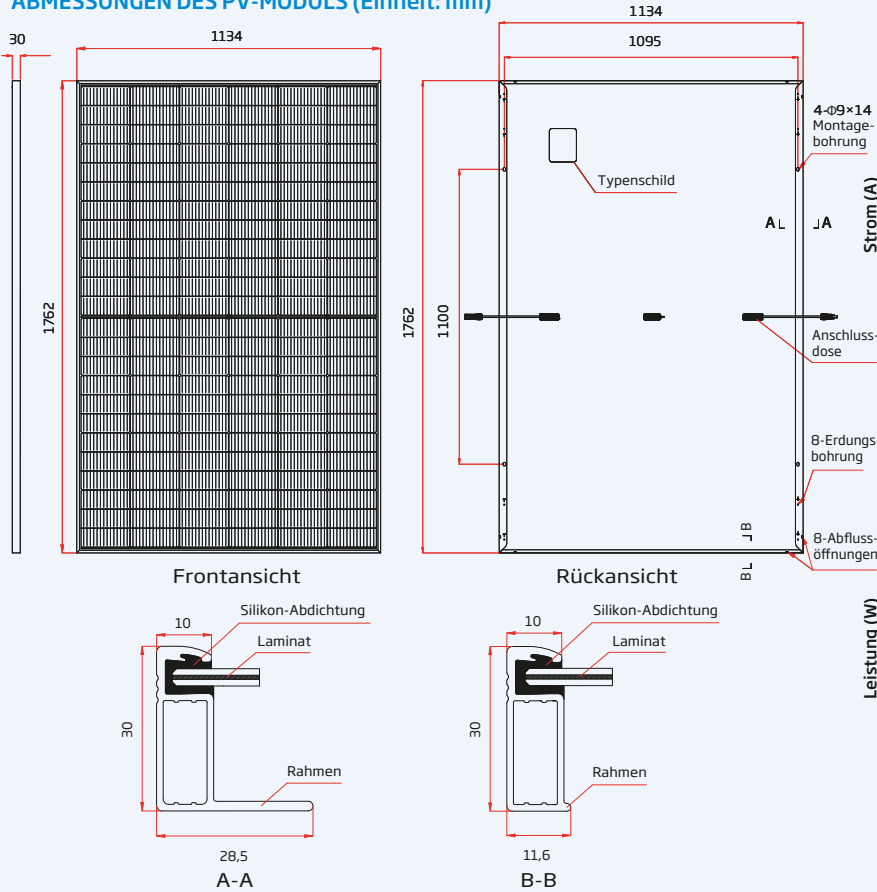 ABMESSUNGEN DES PV-MODULS (Einheit: mm)
30
1134
1762
Frontansicht
1134
1095
1762
1100
Typenschild
4-Φ9×14
Montage-
bohrung
A
A
Anschluss-
dose
8-Erdungs-
bohrung
8-Abfluss-
öffnungen
B
B
Rückansicht
Strom (A)
Leistung (W)
10
Silikon-Abdichtung
Laminat
30
Rahmen
28,5
A-A
10
Silikon-Abdichtung
Laminat
30
Rahmen
11,6
B-B